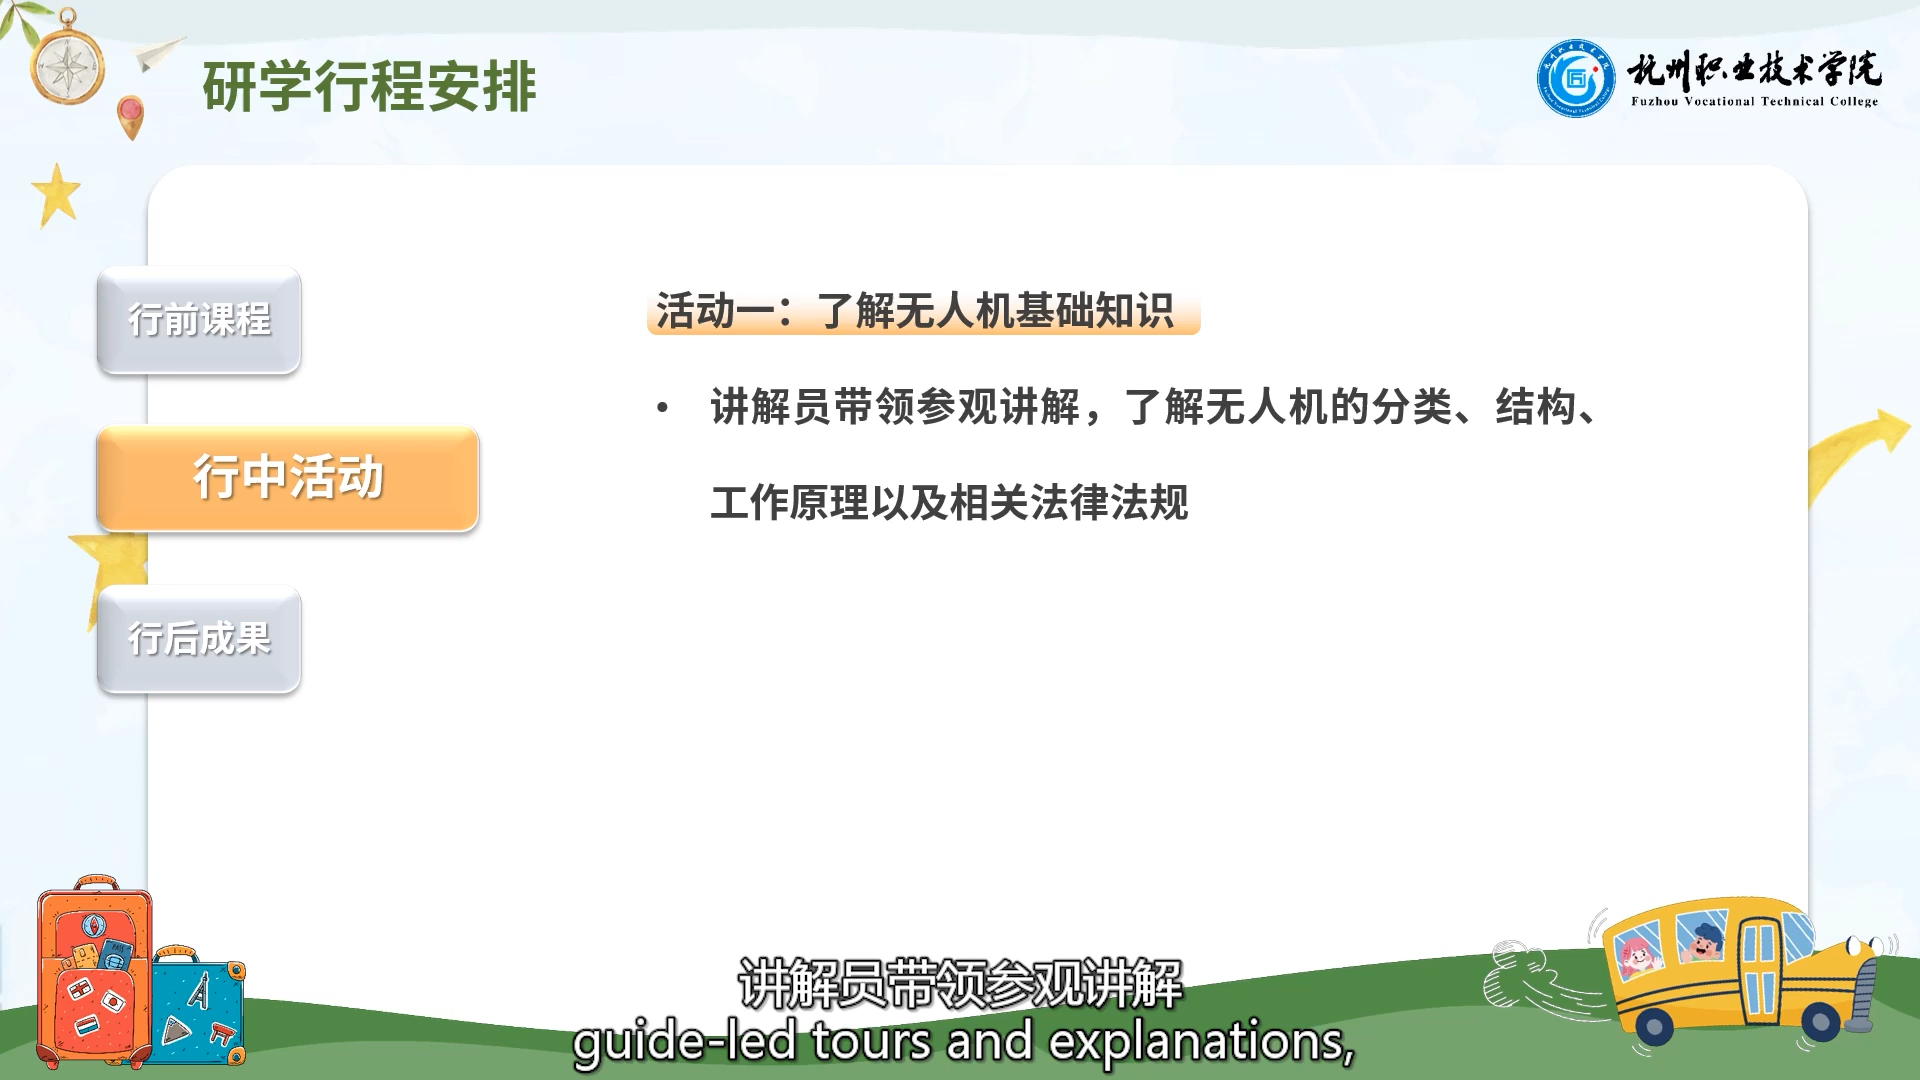 研学行程安排
抚州职业技术学院
Fuzhou Vocational Technical College
行前课程
行中活动
行后成果
活动一：了解无人机基础知识
• 讲解员带领参观讲解，了解无人机的分类、结构、
工作原理以及相关法律法规
讲解员带领参观讲解
guide-led tours and explanations,